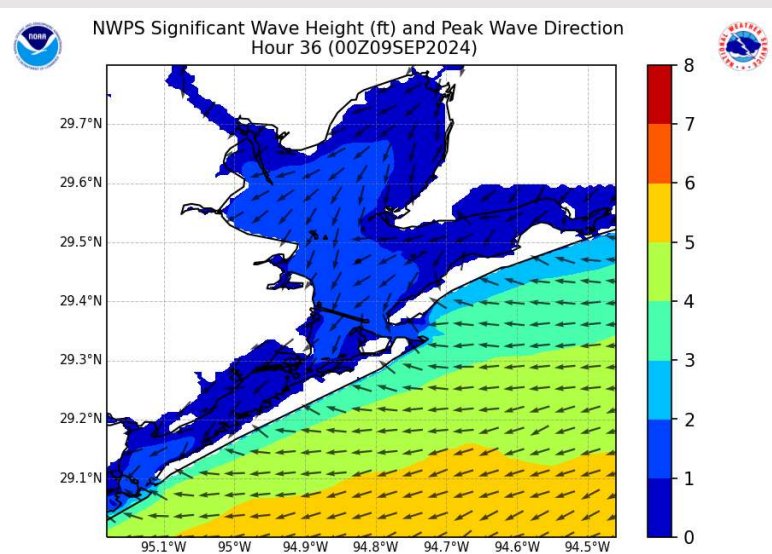 NWPS Significant Wave Height (ft) and Peak Wave Direction
Hour 36 (00Z09SEP2024)
NOAA
8
7
6
5
4
3
2
1
0
29.7°N
29.6°N
29.5°N
29.4°N
29.3°N
29.2°N
29.1°N
95.1°W 95°W 94.9°W 94.8°W 94.7°W 94.6°W 94.5°W